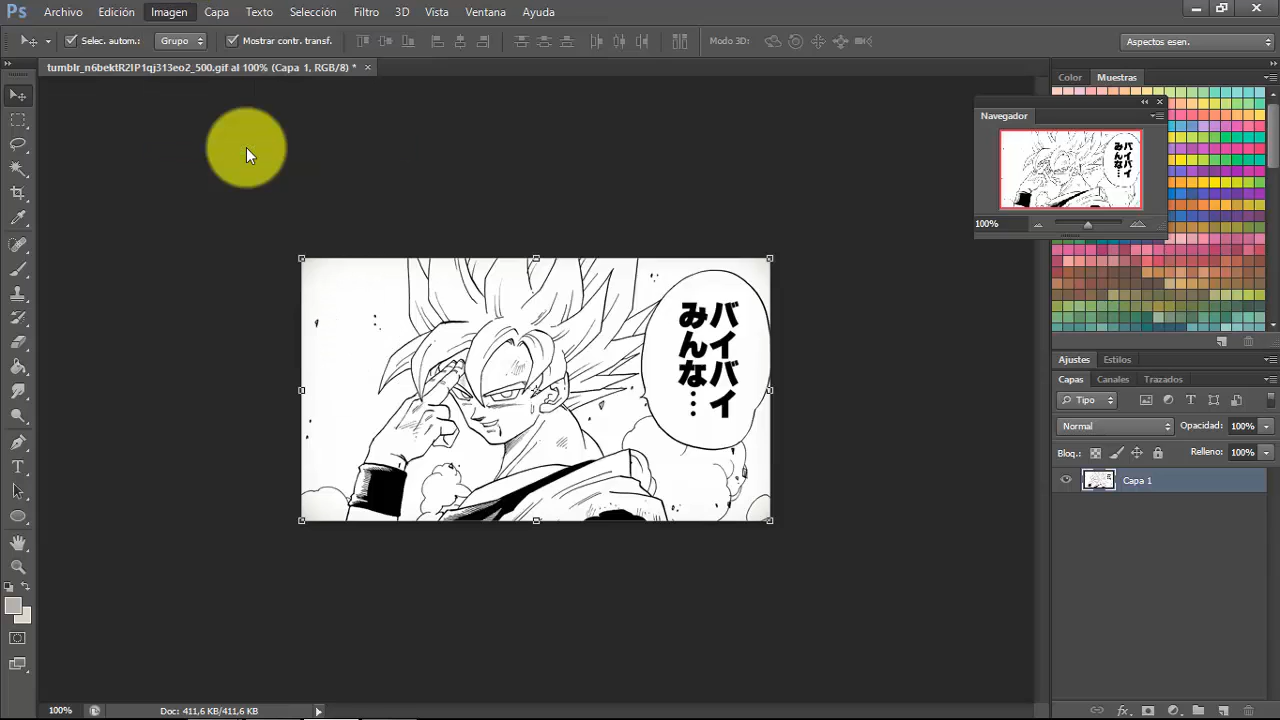 Ps Archivo Edición Imagen Capa Texto Selección Filtro 3D Vista Ventana Ayuda
Selec. autom.: Grupo Mostrar contr. transf. Modo 3D: Aspectos esen.
tumblr_n6bektR2IP1qj313eo2_500.gif al 100% (Capa 1, RGB/8) *
Color Muestras
Navegador
100%
バイバイ
みんな…
Ajustes Estilos
Capas Canales Trazados
Tipo
Normal Opacidad: 100%
Bloq.: Relleno: 100%
Capa 1
100% Doc: 411,6 KB/411,6 KB